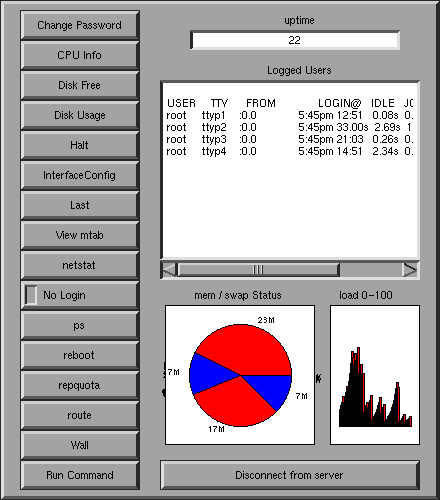 Change Password
CPU Info
Disk Free
Disk Usage
Halt
InterfaceConfig
Last
View mtab
netstat
No Login
ps
reboot
repquota
route
Wall
Run Command
uptime
22
Logged Users
USER TTY FROM LOGIN@ IDLE JC
root ttyp1 :0.0 5:45pm 12:51 0.08s 0.
root ttyp2 :0.0 5:45pm 33.00s 2.69s 1
root ttyp3 :0.0 5:45pm 21:03 0.26s 0.
root ttyp4 :0.0 5:45pm 14:51 2.34s 0.
mem / swap Status
23M
7M
7M
17M
load 0-100
Disconnect from server